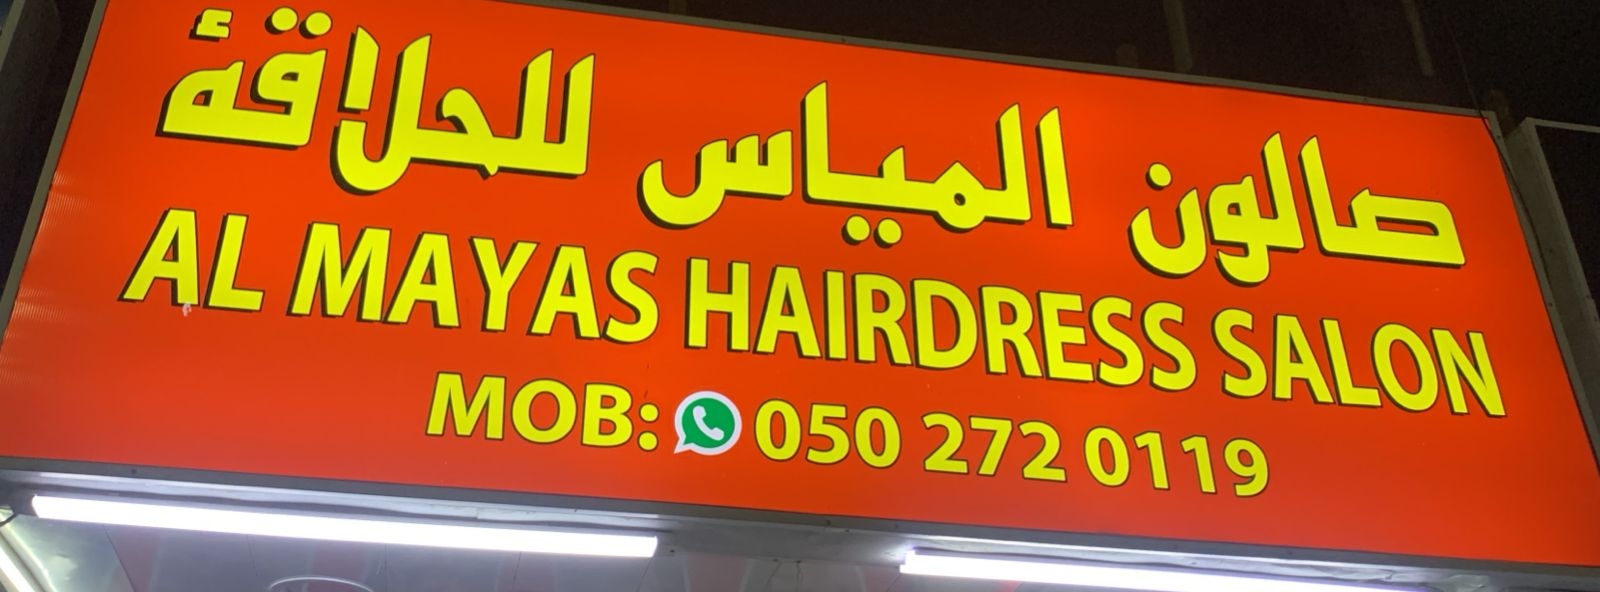 صالون المياس للحلاقة
AL MAYAS HAIRDRESS SALON
MOB: 050 272 0119